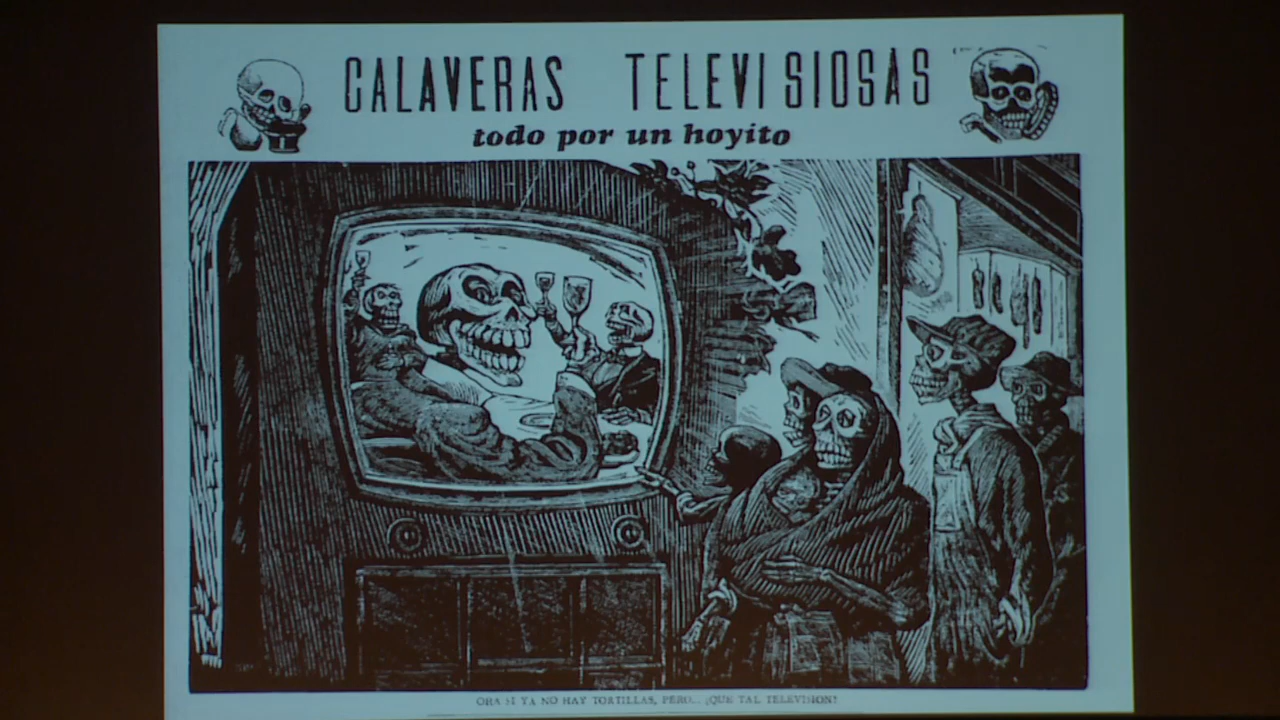 CALAVERAS TELEVISIOSAS
todo por un hoyito
ORA SI YA NO HAY TORTILLAS, PERO.. ¡QUE TAL TELEVISION!